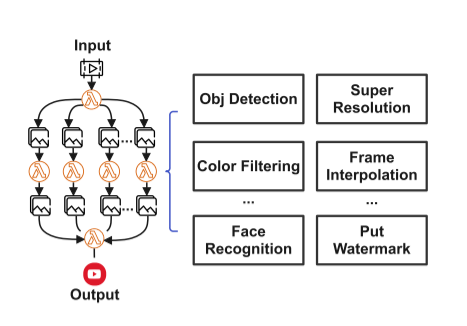 Input
Obj Detection
Super
Resolution
Color Filtering
Frame
Interpolation
...
...
Face
Recognition
Put
Watermark
...
...
Output